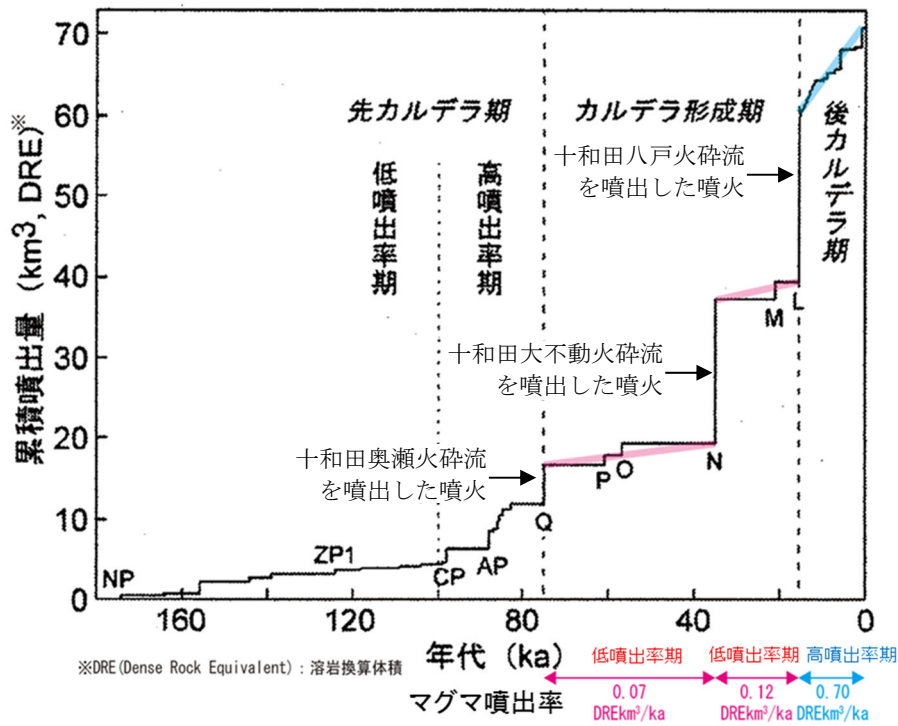 累積噴出量 (km3, DRE)※
70
60
50
40
30
20
10
0
先カルデラ期
カルデラ形成期
後カルデラ期
低噴出率期
高噴出率期
十和田八戸火砕流
を噴出した噴火
十和田大不動火砕流
を噴出した噴火
十和田奥瀬火砕流
を噴出した噴火
NP
ZP1
CP
AP
Q
P
O
N
M
L
160
120
80
40
0
年代 (ka)
※DRE(Dense Rock Equivalent) : 溶岩換算体積
マグマ噴出率
低噴出率期
低噴出率期
高噴出率期
0.07
DREkm³/ka
0.12
DREkm³/ka
0.70
DREkm³/ka